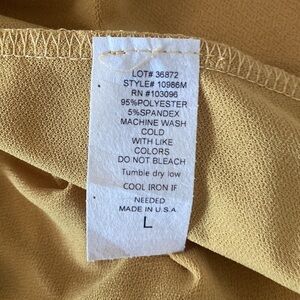 LOT# 36872
STYLE# 10986M
RN #103096
95%POLYESTER
5%SPANDEX
MACHINE WASH
COLD
WITH LIKE
COLORS
DO NOT BLEACH
Tumble dry low
COOL IRON IF
NEEDED
MADE IN U.S.A.
L